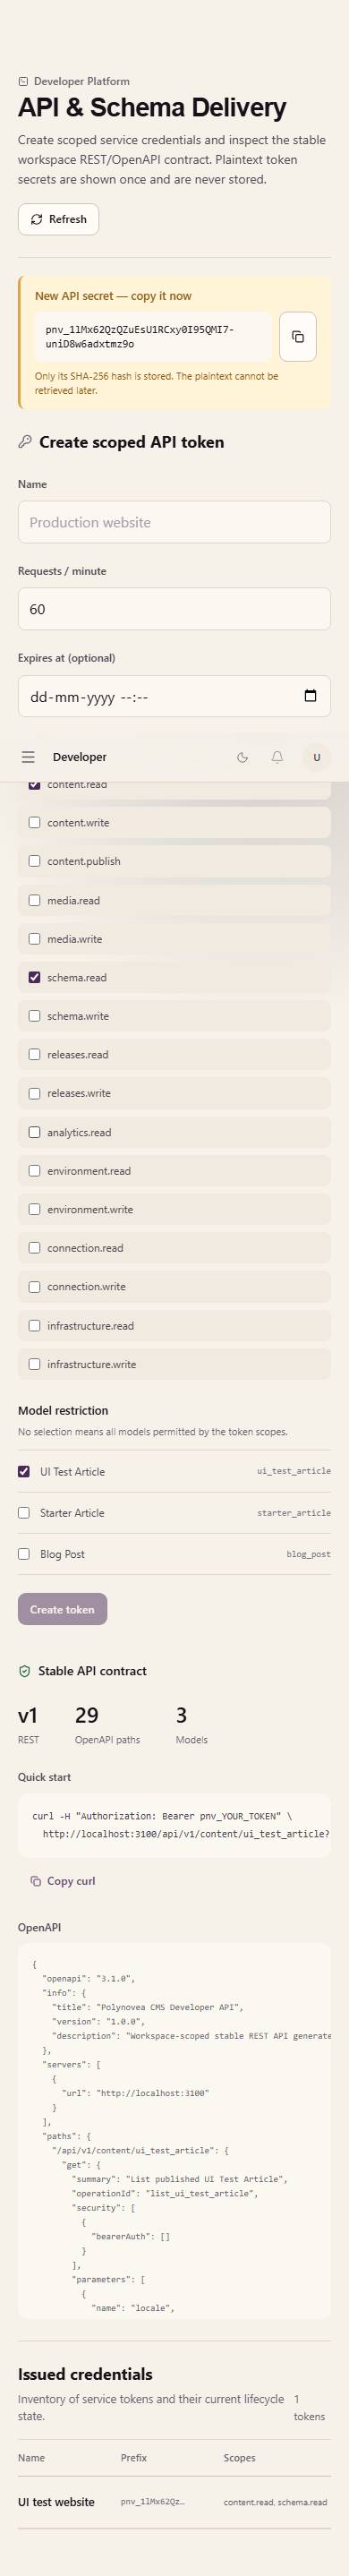 Developer Platform
API & Schema Delivery
Create scoped service credentials and inspect the stable
workspace REST/OpenAPI contract. Plaintext token
secrets are shown once and are never stored.
Refresh
New API secret — copy it now
pnv_1lMx62QzQZuEsU1RCxy0I95QMI7-
uniD8w6adxtmz9o
Only its SHA-256 hash is stored. The plaintext cannot be
retrieved later.
Create scoped API token
Name
Production website
Requests / minute
60
Expires at (optional)
dd-mm-yyyy --:--
Developer
U
content.read
content.write
content.publish
media.read
media.write
schema.read
schema.write
releases.read
releases.write
analytics.read
environment.read
environment.write
connection.read
connection.write
infrastructure.read
infrastructure.write
Model restriction
No selection means all models permitted by the token scopes.
UI Test Article ui_test_article
Starter Article starter_article
Blog Post blog_post
Create token
Stable API contract
v1 29 3
REST OpenAPI paths Models
Quick start
curl -H "Authorization: Bearer pnv_YOUR_TOKEN" \
http://localhost:3100/api/v1/content/ui_test_article?
Copy curl
OpenAPI
{
"openapi": "3.1.0",
"info": {
"title": "Polynovea CMS Developer API",
"version": "1.0.0",
"description": "Workspace-scoped stable REST API generate
},
"servers": [
{
"url": "http://localhost:3100"
}
],
"paths": {
"/api/v1/content/ui_test_article": {
"get": {
"summary": "List published UI Test Article",
"operationId": "list_ui_test_article",
"security": [
{
"bearerAuth": []
}
],
"parameters": [
{
"name": "locale",
Issued credentials
Inventory of service tokens and their current lifecycle 1
state. tokens
Name Prefix Scopes
UI test website pnv_1lMx62Qz… content.read, schema.read